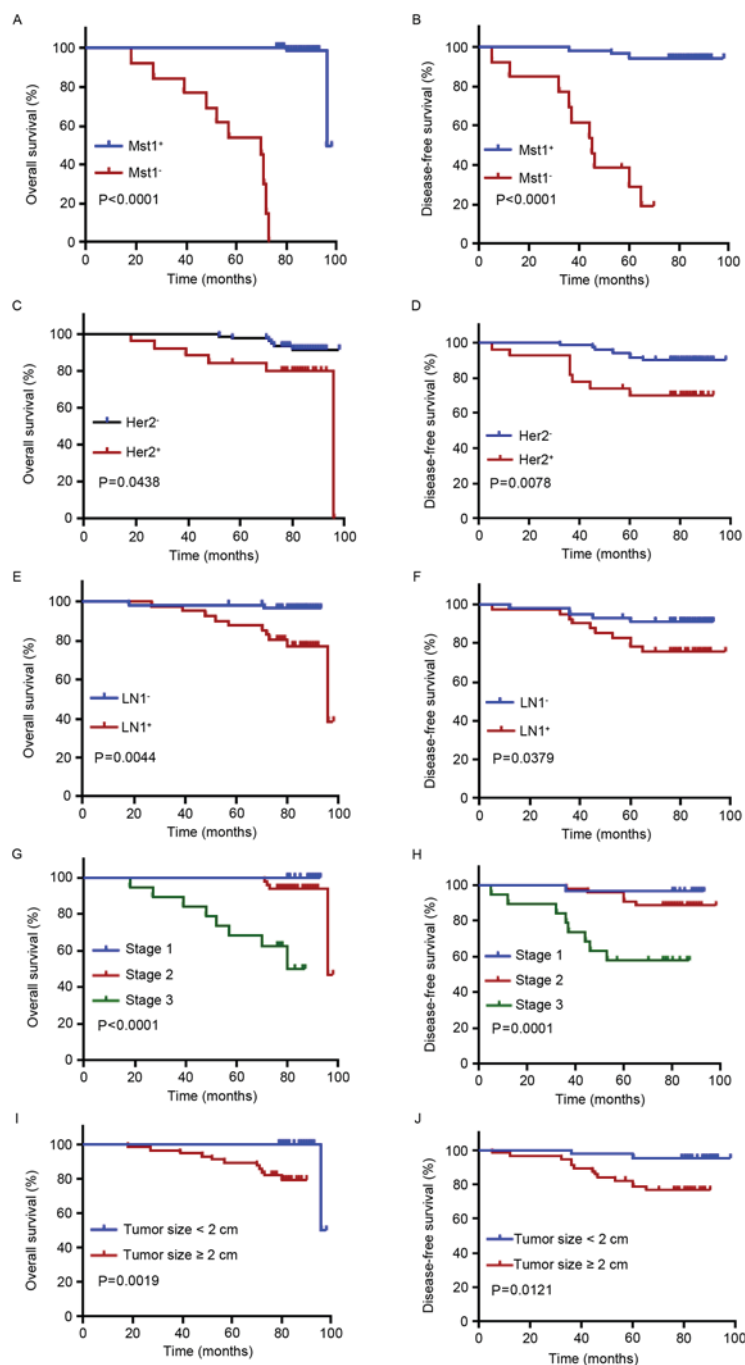 A
Overall survival (%)
100
80
60
40
20
0
Mst1⁺
Mst1⁻
P<0.0001
0 20 40 60 80 100
Time (months)
B
Disease-free survival (%)
100
80
60
40
20
0
Mst1⁺
Mst1⁻
P<0.0001
0 20 40 60 80 100
Time (months)
C
Overall survival (%)
100
80
60
40
20
0
Her2⁻
Her2⁺
P=0.0438
0 20 40 60 80 100
Time (months)
D
Disease-free survival (%)
100
80
60
40
20
0
Her2⁻
Her2⁺
P=0.0078
0 20 40 60 80 100
Time (months)
E
Overall survival (%)
100
80
60
40
20
0
LN1⁻
LN1⁺
P=0.0044
0 20 40 60 80 100
Time (months)
F
Disease-free survival (%)
100
80
60
40
20
0
LN1⁻
LN1⁺
P=0.0379
0 20 40 60 80 100
Time (months)
G
Overall survival (%)
100
80
60
40
20
0
Stage 1
Stage 2
Stage 3
P<0.0001
0 20 40 60 80 100
Time (months)
H
Disease-free survival (%)
100
80
60
40
20
0
Stage 1
Stage 2
Stage 3
P=0.0001
0 20 40 60 80 100
Time (months)
I
Overall survival (%)
100
80
60
40
20
0
Tumor size < 2 cm
Tumor size ≥ 2 cm
P=0.0019
0 20 40 60 80 100
Time (months)
J
Disease-free survival (%)
100
80
60
40
20
0
Tumor size < 2 cm
Tumor size ≥ 2 cm
P=0.0121
0 20 40 60 80 100
Time (months)